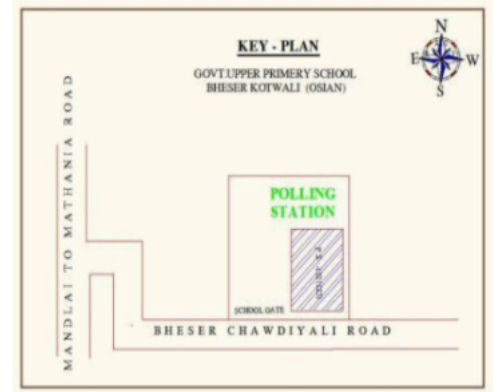 KEY - PLAN
GOVT.UPPER PRIMERY SCHOOL
BHESER KOTWALI (OSIAN)
N
E
W
S
MANDLAI TO MATHANIA ROAD
POLLING
STATION
SCHOOL GATE
BHESER CHAWDIYALI ROAD